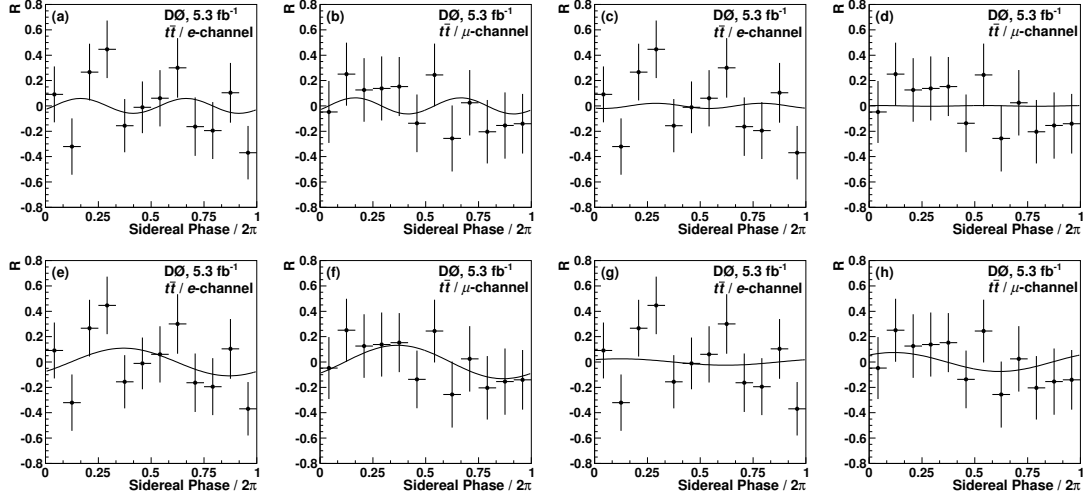 R
0.8
0.6
0.4
0.2
0
-0.2
-0.4
-0.6
-0.8
(a)
DØ, 5.3 fb⁻¹
tt̄ / e-channel
0 0.25 0.5 0.75 1
Sidereal Phase / 2π
R
0.8
0.6
0.4
0.2
0
-0.2
-0.4
-0.6
-0.8
(b)
DØ, 5.3 fb⁻¹
tt̄ / μ-channel
0 0.25 0.5 0.75 1
Sidereal Phase / 2π
R
0.8
0.6
0.4
0.2
0
-0.2
-0.4
-0.6
-0.8
(c)
DØ, 5.3 fb⁻¹
tt̄ / e-channel
0 0.25 0.5 0.75 1
Sidereal Phase / 2π
R
0.8
0.6
0.4
0.2
0
-0.2
-0.4
-0.6
-0.8
(d)
DØ, 5.3 fb⁻¹
tt̄ / μ-channel
0 0.25 0.5 0.75 1
Sidereal Phase / 2π
R
0.8
0.6
0.4
0.2
0
-0.2
-0.4
-0.6
-0.8
(e)
DØ, 5.3 fb⁻¹
tt̄ / e-channel
0 0.25 0.5 0.75 1
Sidereal Phase / 2π
R
0.8
0.6
0.4
0.2
0
-0.2
-0.4
-0.6
-0.8
(f)
DØ, 5.3 fb⁻¹
tt̄ / μ-channel
0 0.25 0.5 0.75 1
Sidereal Phase / 2π
R
0.8
0.6
0.4
0.2
0
-0.2
-0.4
-0.6
-0.8
(g)
DØ, 5.3 fb⁻¹
tt̄ / e-channel
0 0.25 0.5 0.75 1
Sidereal Phase / 2π
R
0.8
0.6
0.4
0.2
0
-0.2
-0.4
-0.6
-0.8
(h)
DØ, 5.3 fb⁻¹
tt̄ / μ-channel
0 0.25 0.5 0.75 1
Sidereal Phase / 2π